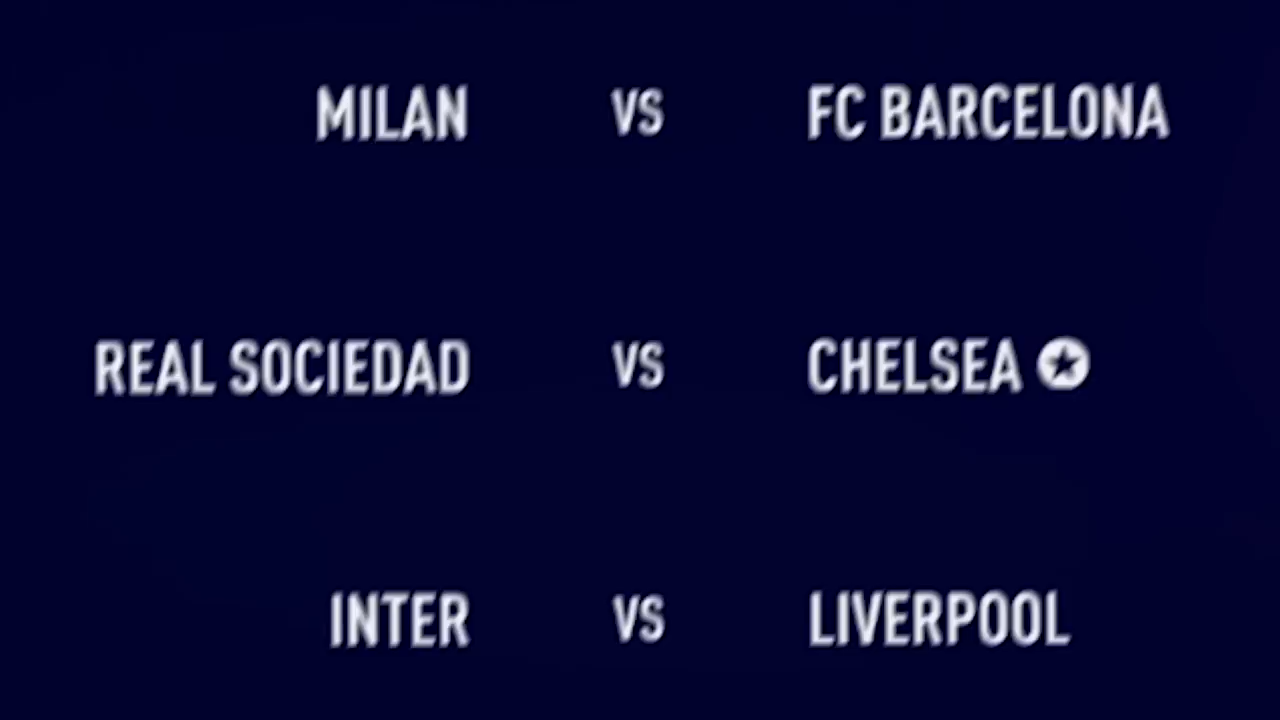 MILAN VS FC BARCELONA
REAL SOCIEDAD VS CHELSEA
INTER VS LIVERPOOL